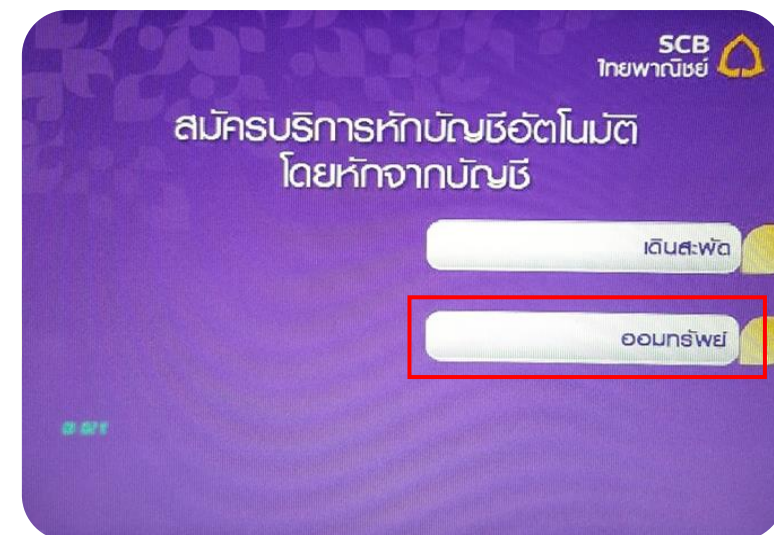 SCB
ไทยพาณิชย์
สมัครบริการหักบัญชีอัตโนมัติ
โดยหักจากบัญชี
เดินสะพัด
ออมทรัพย์